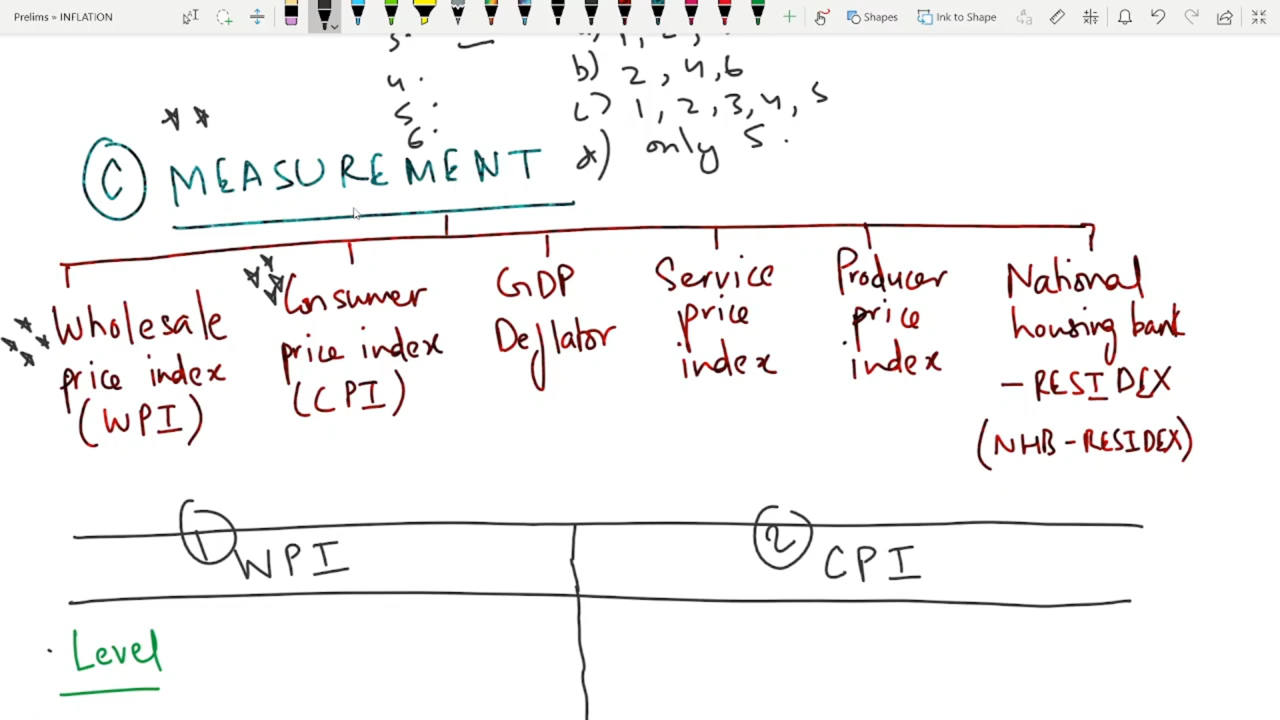 Prelims » INFLATION
Shapes
Ink to Shape
b) 2, 4, 6
4.
c) 1, 2, 3, 4, 5
5.
6.
d) only 5.
C MEASUREMENT
Wholesale price index (WPI)
Consumer price index (CPI)
GDP Deflator
Service price index
Producer price index
National housing bank – RESIDEX (NHB-RESIDEX)
1 WPI
2 CPI
. Level